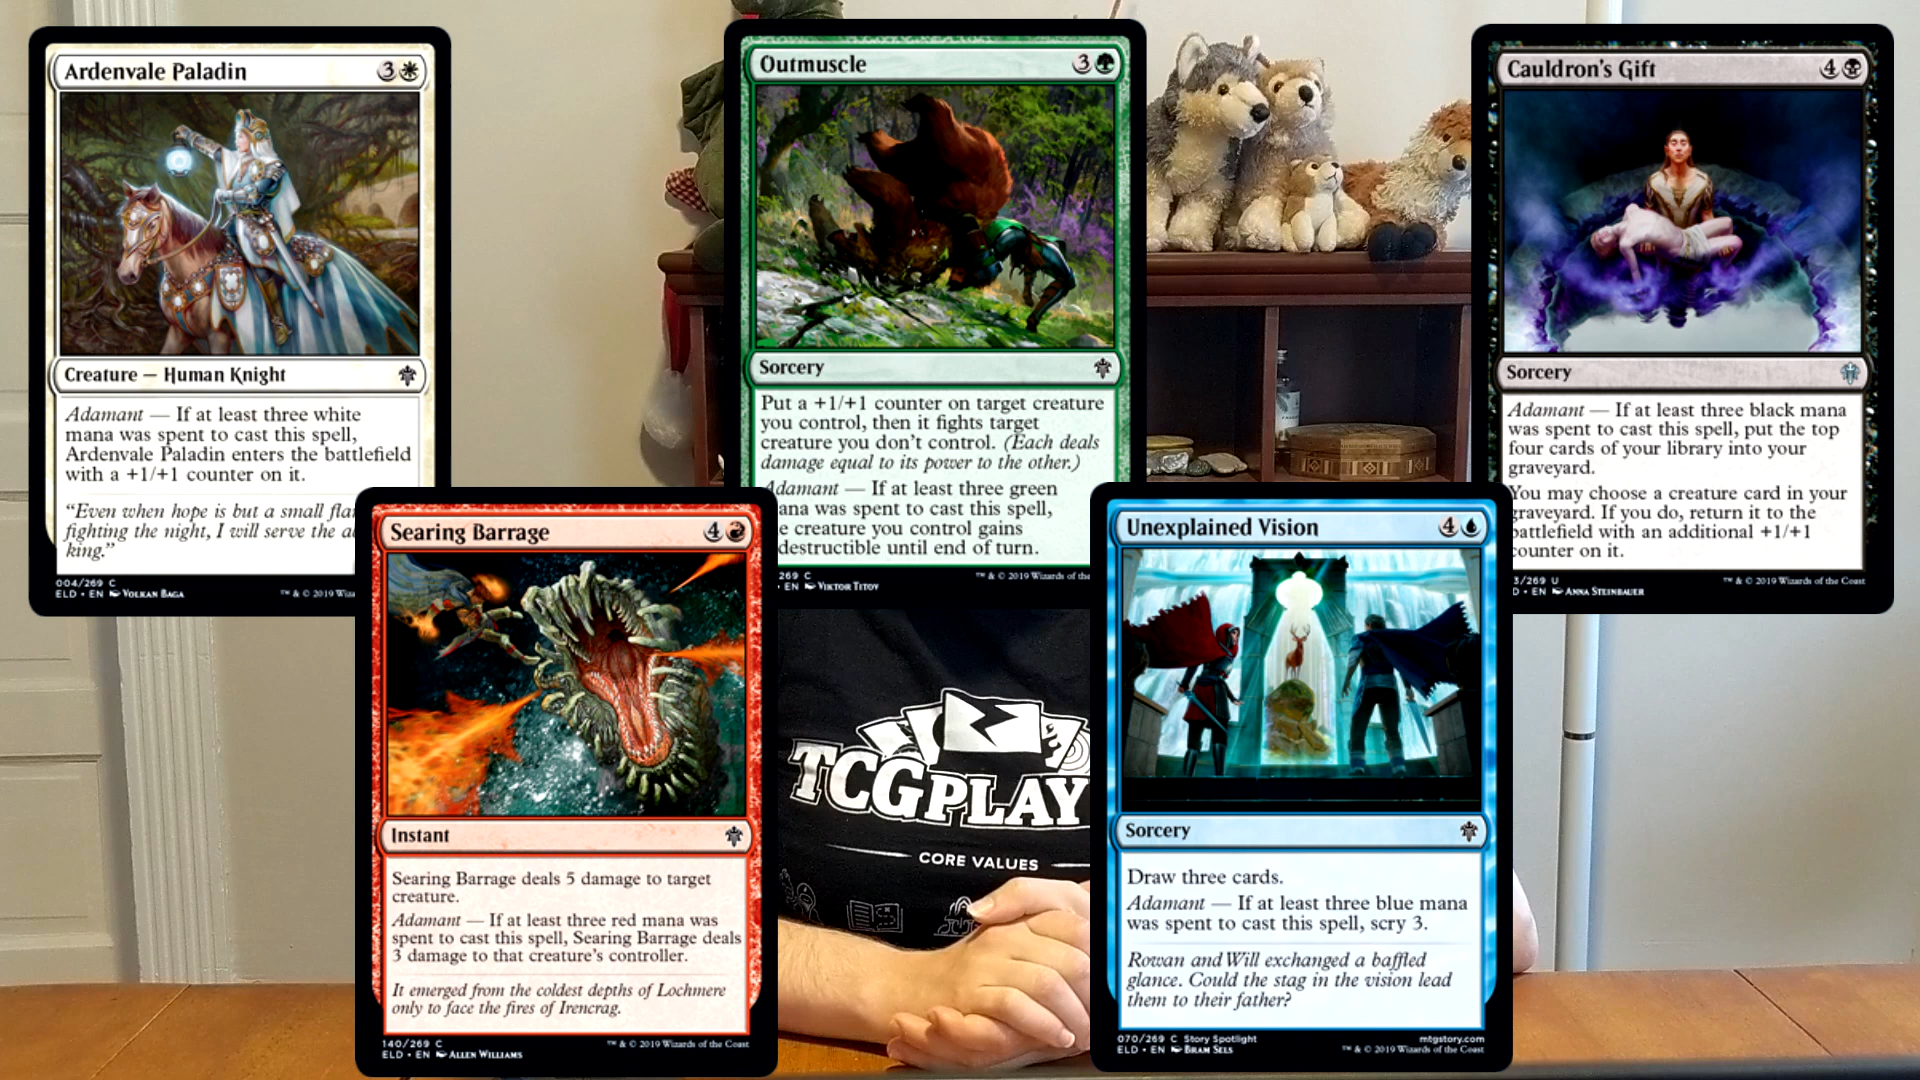 Ardenvale Paladin 3
Creature — Human Knight
Adamant — If at least three white
mana was spent to cast this spell,
Ardenvale Paladin enters the battlefield
with a +1/+1 counter on it.
“Even when hope is but a small
fighting the night, I will serve the
king.”
004/269 C
ELD • EN VOLKAN BAGA
™ & © 2019
Outmuscle 3
Sorcery
Put a +1/+1 counter on target creature
you control, then it fights target
creature you don’t control. (Each deals
damage equal to its power to the other.)
Adamant — If at least three green
mana was spent to cast this spell,
creature you control gains
destructible until end of turn.
269 C
• EN VIKTOR TITOV
™ & © 2019 Wizards of the
Cauldron’s Gift 4
Sorcery
Adamant — If at least three black mana
was spent to cast this spell, put the top
four cards of your library into your
graveyard.
You may choose a creature card in your
graveyard. If you do, return it to the
battlefield with an additional +1/+1
counter on it.
3/269 U
D • EN ANNA STEINBAUER
™ & © 2019 Wizards of the Coast
Searing Barrage 4
Instant
Searing Barrage deals 5 damage to target
creature.
Adamant — If at least three red mana was
spent to cast this spell, Searing Barrage deals
3 damage to that creature’s controller.
It emerged from the coldest depths of Lochmere
only to face the fires of Irencrag.
140/269 C
ELD • EN ALLEN WILLIAMS
™ & © 2019 Wizards of the Coast
TCGPLAY
CORE VALUES
Unexplained Vision 4
Sorcery
Draw three cards.
Adamant — If at least three blue mana
was spent to cast this spell, scry 3.
Rowan and Will exchanged a baffled
glance. Could the stag in the vision lead
them to their father?
070/269 C Story Spotlight
ELD • EN BRAM SELS
mtgstory.com
™ & © 2019 Wizards of the Coast